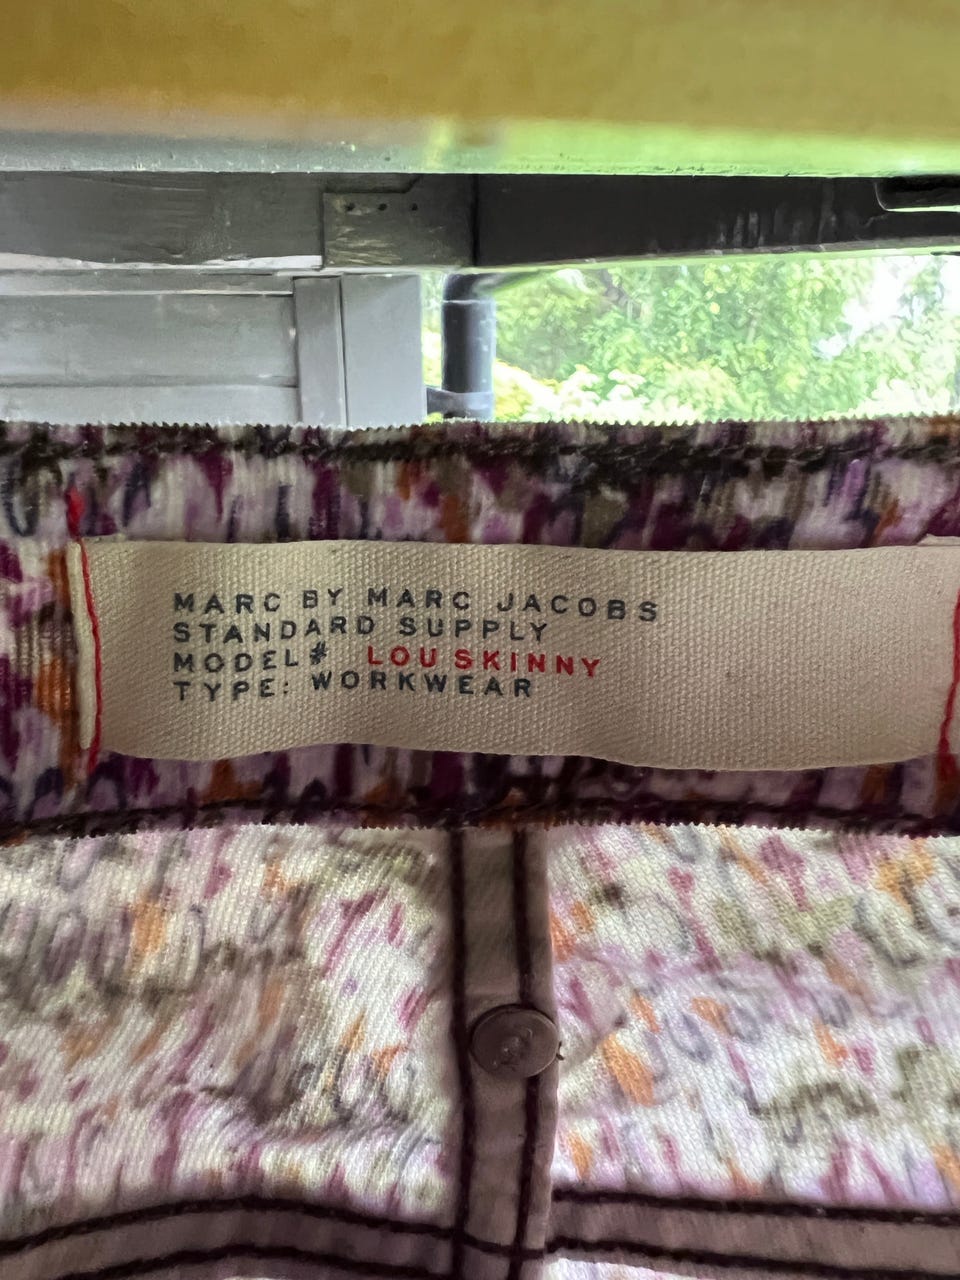 MARC BY MARC JACOBS
STANDARD SUPPLY
MODEL# LOU SKINNY
TYPE: WORKWEAR